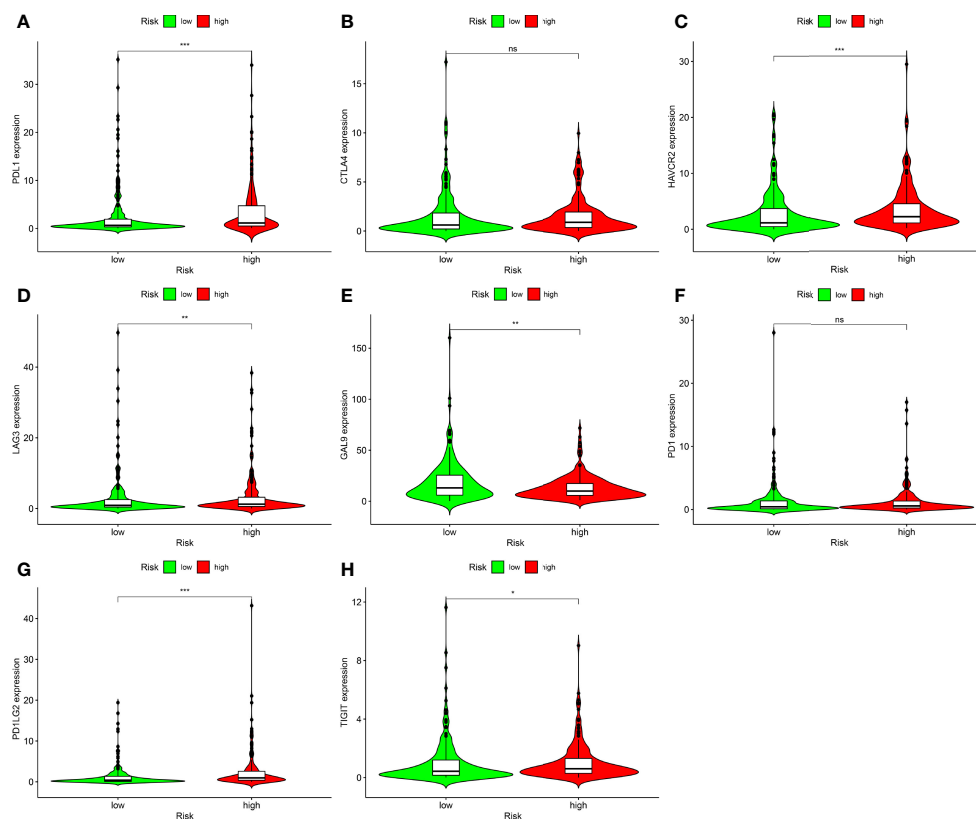 A
Risk low high
PDL1 expression
30
20
10
0
***
low high
Risk
B
Risk low high
CTLA4 expression
15
10
5
0
ns
low high
Risk
C
Risk low high
HAVCR2 expression
30
20
10
0
***
low high
Risk
D
Risk low high
LAG3 expression
40
20
0
**
low high
Risk
E
Risk low high
GAL9 expression
150
100
50
0
**
low high
Risk
F
Risk low high
PD1 expression
30
20
10
0
ns
low high
Risk
G
Risk low high
PD1LG2 expression
40
30
20
10
0
***
low high
Risk
H
Risk low high
TIGIT expression
12
8
4
0
*
low high
Risk